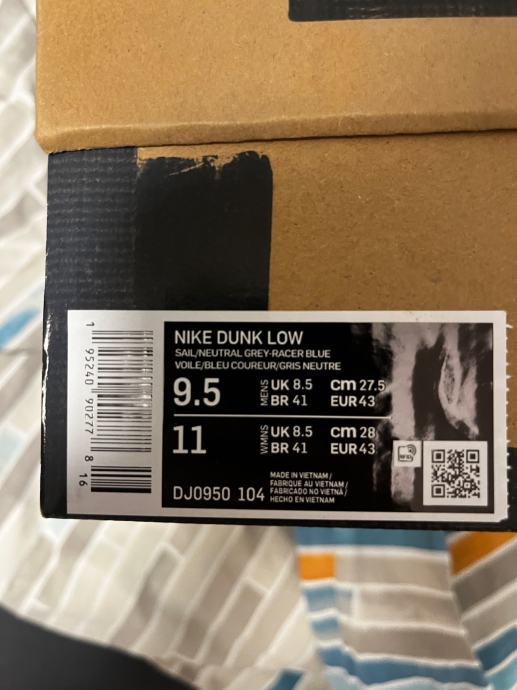 NIKE DUNK LOW
SAIL/NEUTRAL GREY-RACER BLUE
VOILE/BLEU COUREUR/GRIS NEUTRE
9.5 MENS UK 8.5 cm 27.5
BR 41 EUR 43
11 WMNS UK 8.5 cm 28
BR 41 EUR 43
MADE IN VIETNAM/
FABRIQUE AU VIETNAM/
FABRICADO NO VIETNÃ/
HECHO EN VIETNAM
DJ0950 104
1 95240 90277 8 16